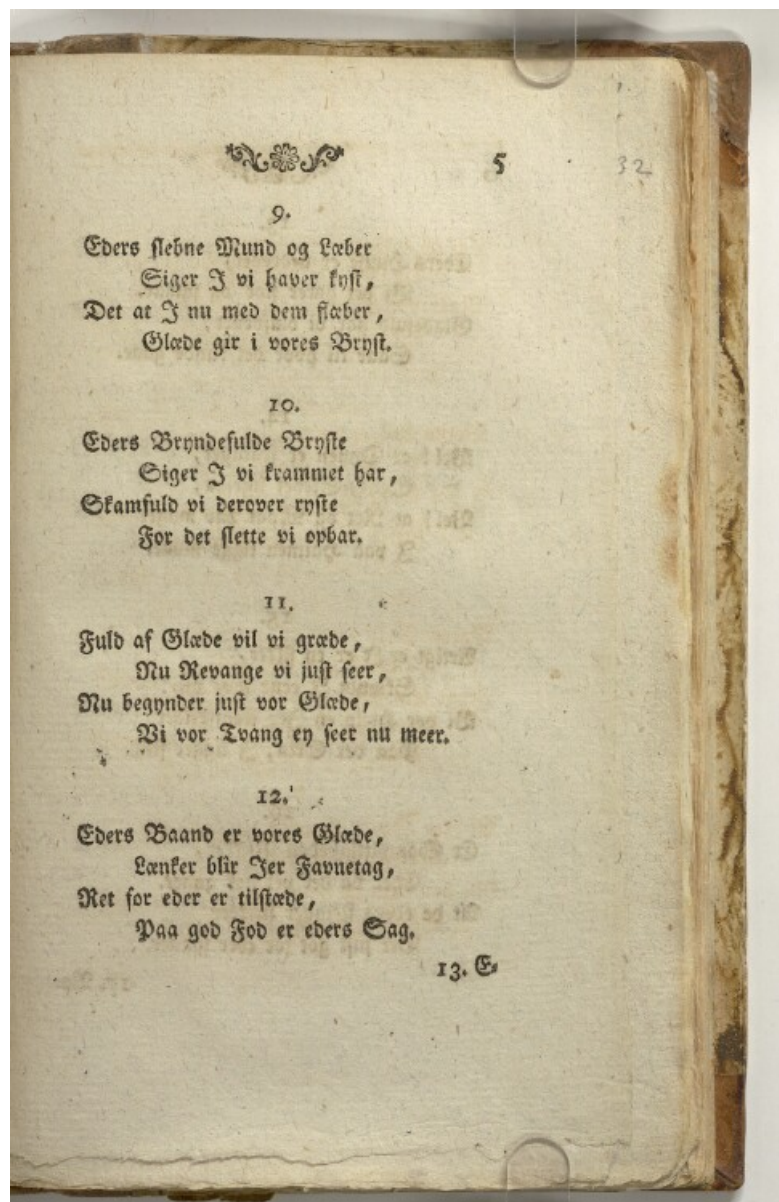 5
32
9.
Eders slebne Mund og Læber
Siger I vi haver kyst,
Det at I nu med dem flæber,
Glæde gir i vores Bryst.
10.
Eders Bryndefulde Bryste
Siger I vi krammet har,
Skamfuld vi derover ryste
For det slette vi opbar.
11.
Fuld af Glæde vil vi græde,
Nu Revange vi just seer,
Nu begynder just vor Glæde,
Vi vor Tvang ey seer nu meer.
12.
Eders Baand er vores Glæde,
Lænker blir Jer Favnetag,
Ret for eder er tilstæde,
Paa god Fod er eders Sag.
13. E-